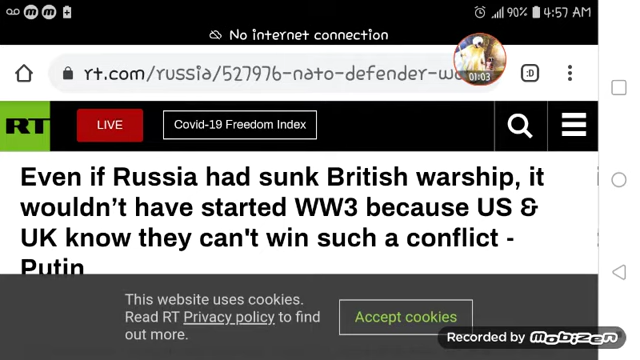 90% 4:57 AM
No internet connection
rt.com/russia/527976-nato-defender-w
01:03
:D
RT LIVE Covid-19 Freedom Index
Even if Russia had sunk British warship, it
wouldn't have started WW3 because US &
UK know they can't win such a conflict -
Putin
This website uses cookies.
Read RT Privacy policy to find
out more.
Accept cookies
Recorded by Mobizen